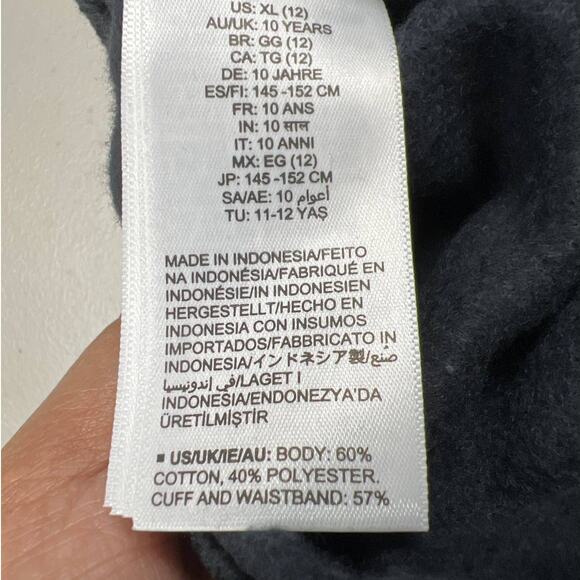 US: XL (12)
AU/UK: 10 YEARS
BR: GG (12)
CA: TG (12)
DE: 10 JAHRE
ES/FI: 145 -152 CM
FR: 10 ANS
IN: 10 साल
IT: 10 ANNI
MX: EG (12)
JP: 145-152 CM
SA/AE: 10 أعوام
TU: 11-12 YAŞ
MADE IN INDONESIA/FEITO
NA INDONÉSIA/FABRIQUÉ EN
INDONÉSIE/IN INDONESIEN
HERGESTELLT/HECHO EN
INDONESIA CON INSUMOS
IMPORTADOS/FABBRICATO IN
INDONESIA/インドネシア製/صنع
في إندونيسيا/LAGET I
INDONESIA/ENDONEZYA'DA
ÜRETİLMİŞTİR
▪ US/UK/IE/AU: BODY: 60%
COTTON, 40% POLYESTER.
CUFF AND WAISTBAND: 57%